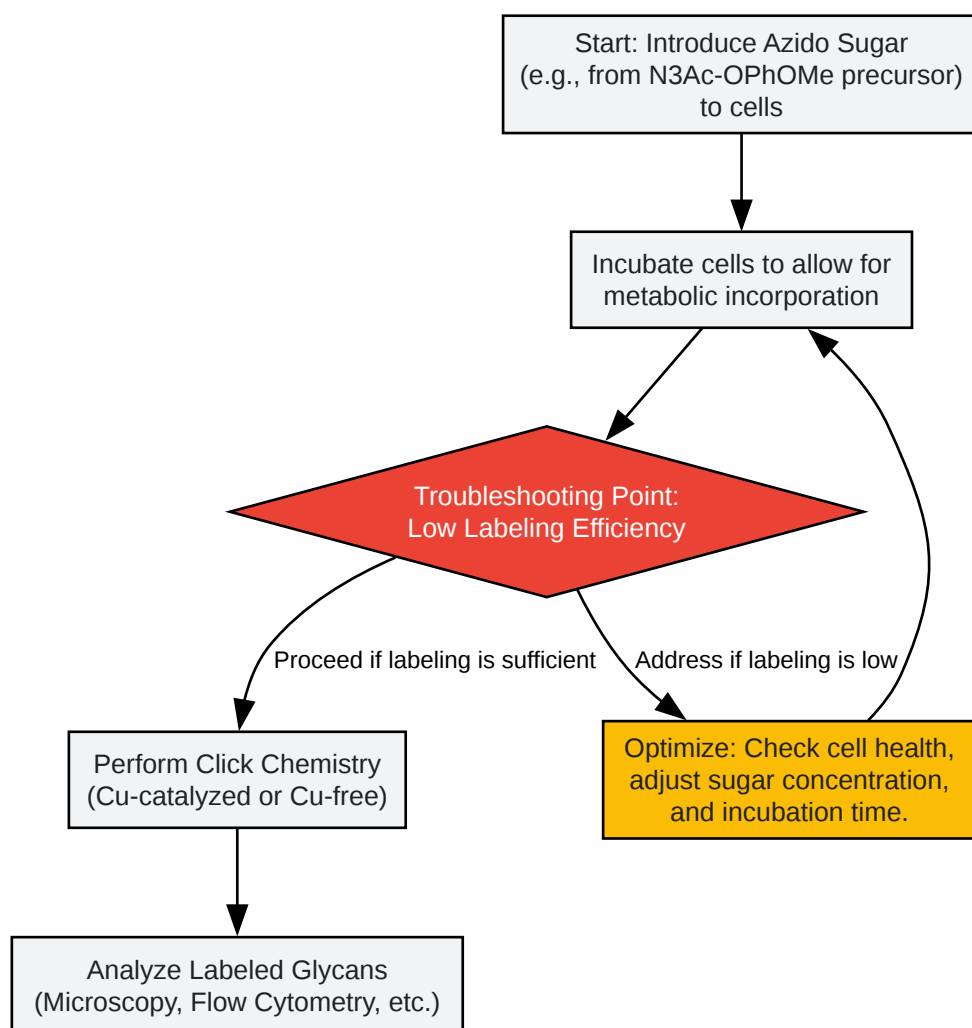 Start: Introduce Azido Sugar
(e.g., from N3Ac-OPhOMe precursor)
to cells
Incubate cells to allow for
metabolic incorporation
Troubleshooting Point:
Low Labeling Efficiency
Proceed if labeling is sufficient
Address if labeling is low
Perform Click Chemistry
(Cu-catalyzed or Cu-free)
Optimize: Check cell health,
adjust sugar concentration,
and incubation time.
Analyze Labeled Glycans
(Microscopy, Flow Cytometry, etc.)